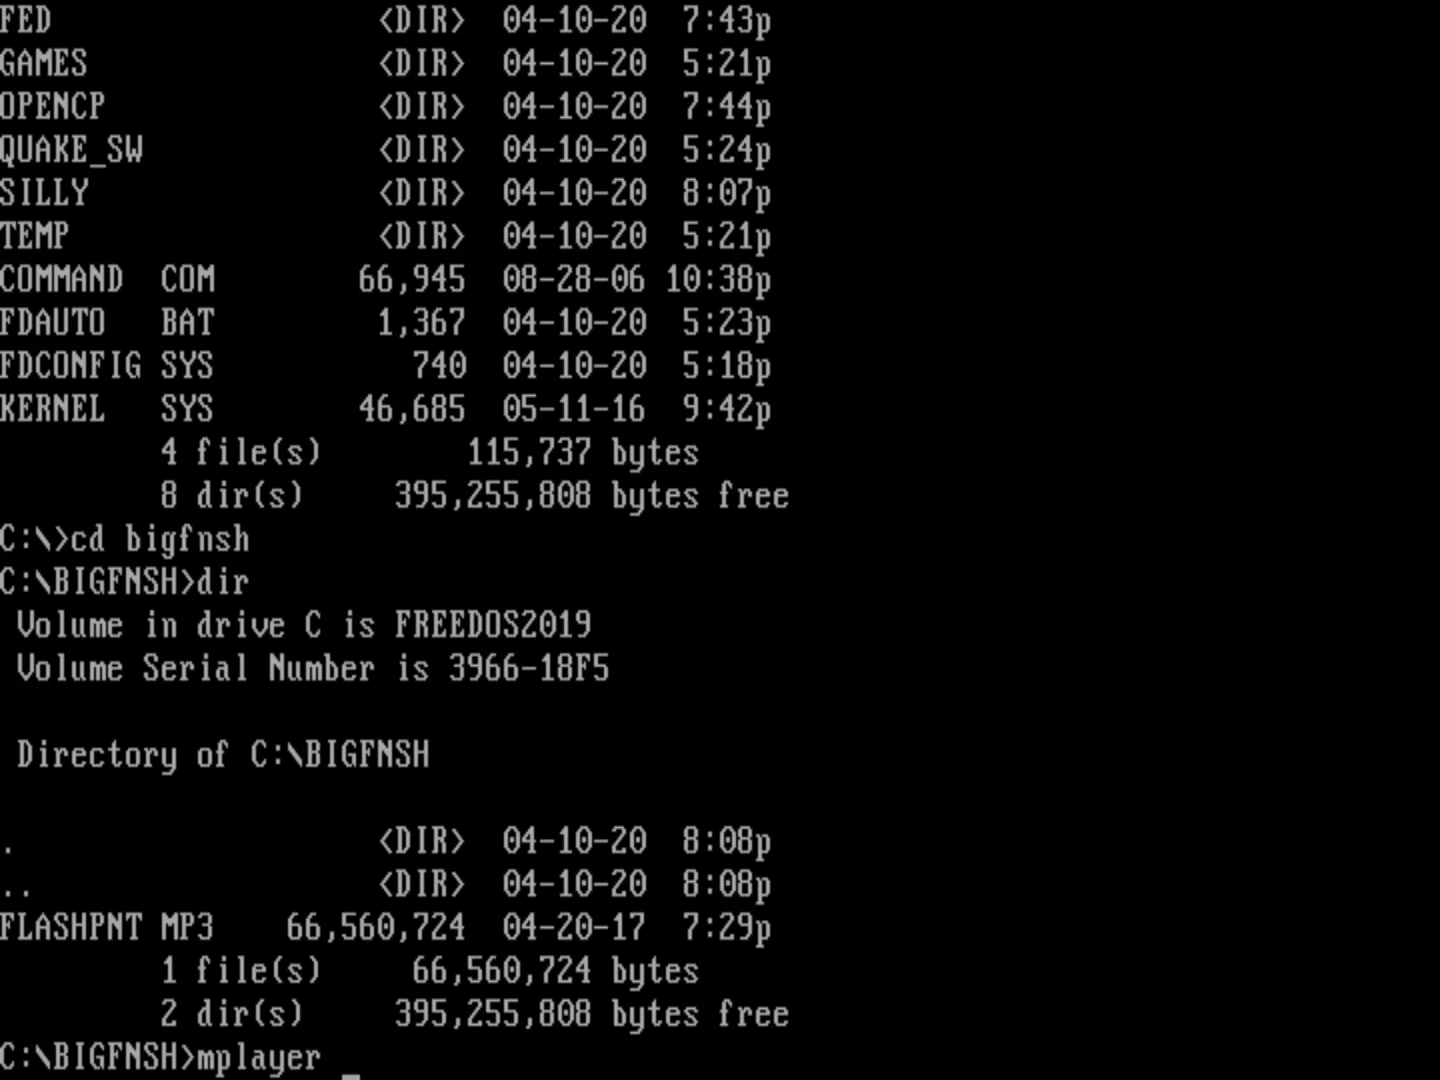 FED <DIR> 04-10-20 7:43p
GAMES <DIR> 04-10-20 5:21p
OPENCP <DIR> 04-10-20 7:44p
QUAKE_SW <DIR> 04-10-20 5:24p
SILLY <DIR> 04-10-20 8:07p
TEMP <DIR> 04-10-20 5:21p
COMMAND COM 66,945 08-28-06 10:38p
FDAUTO BAT 1,367 04-10-20 5:23p
FDCONFIG SYS 740 04-10-20 5:18p
KERNEL SYS 46,685 05-11-16 9:42p
4 file(s) 115,737 bytes
8 dir(s) 395,255,808 bytes free
C:\>cd bigfnsh
C:\BIGFNSH>dir
Volume in drive C is FREEDOS2019
Volume Serial Number is 3966-18F5
Directory of C:\BIGFNSH
. <DIR> 04-10-20 8:08p
.. <DIR> 04-10-20 8:08p
FLASHPNT MP3 66,560,724 04-20-17 7:29p
1 file(s) 66,560,724 bytes
2 dir(s) 395,255,808 bytes free
C:\BIGFNSH>mplayer _